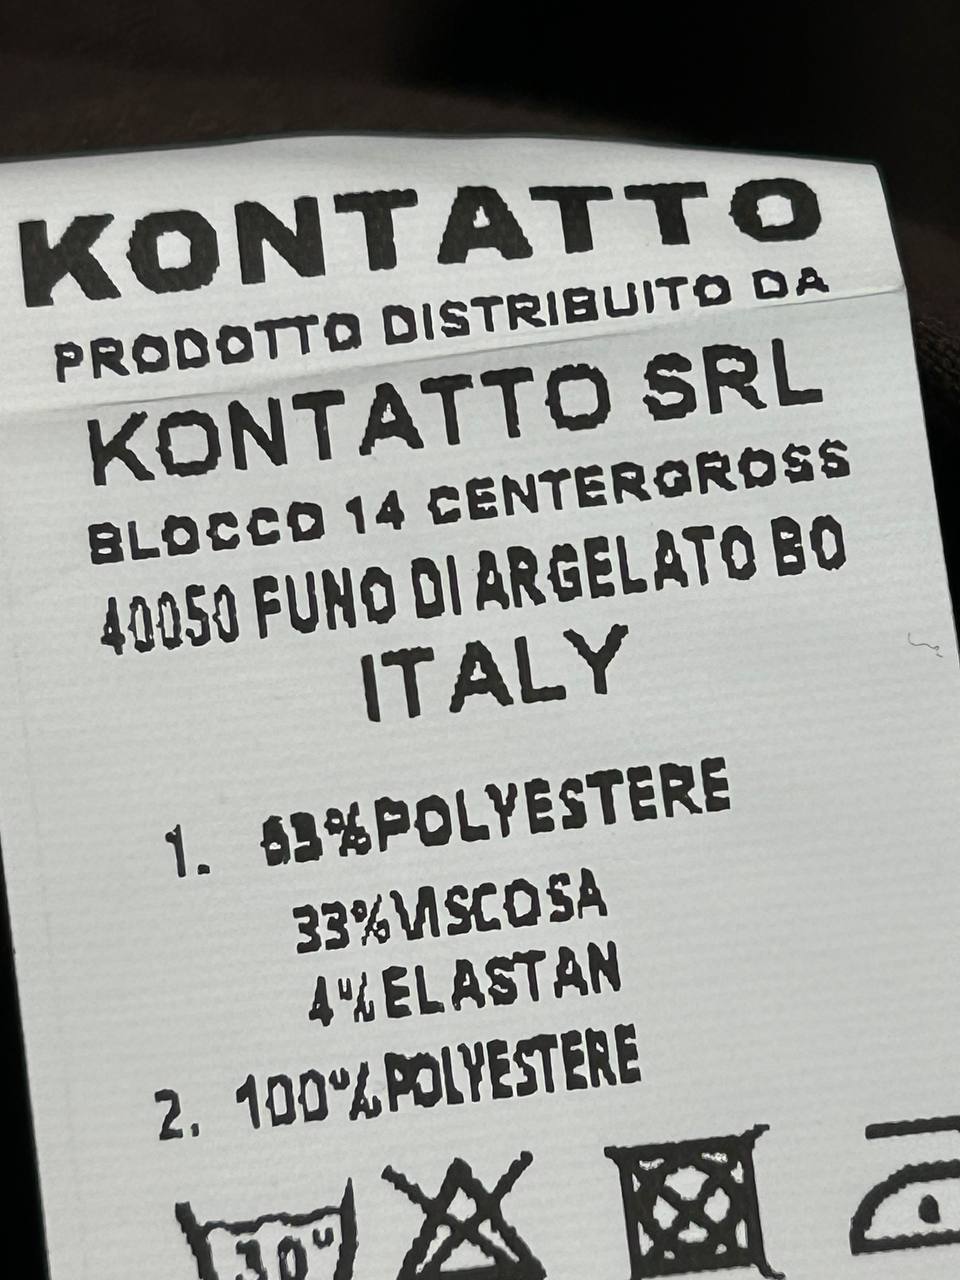 KONTATTO
PRODOTTO DISTRIBUITO DA
KONTATTO SRL
BLOCCO 14 CENTERGROSS
40050 FUNO DI ARGELATO BO
ITALY
1. 63%POLYESTERE
33%VISCOSA
4%ELASTAN
2. 100%POLYESTERE
30°